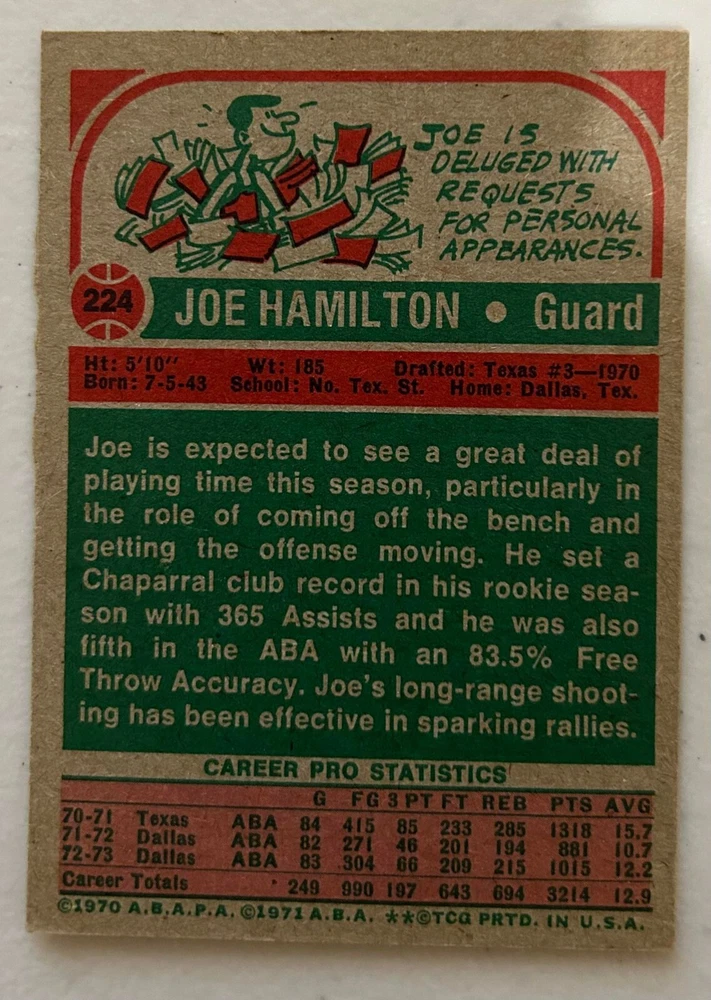 JOE IS
DELUGED WITH
REQUESTS
FOR PERSONAL
APPEARANCES.
224 JOE HAMILTON • Guard
Ht: 5'10" Wt: 185 Drafted: Texas #3—1970
Born: 7-5-43 School: No. Tex. St. Home: Dallas, Tex.
Joe is expected to see a great deal of
playing time this season, particularly in
the role of coming off the bench and
getting the offense moving. He set a
Chaparral club record in his rookie sea-
son with 365 Assists and he was also
fifth in the ABA with an 83.5% Free
Throw Accuracy. Joe's long-range shoot-
ing has been effective in sparking rallies.
CAREER PRO STATISTICS
G FG 3 PT FT REB PTS AVG
70-71 Texas ABA 84 415 85 233 285 1318 15.7
71-72 Dallas ABA 82 271 46 201 194 881 10.7
72-73 Dallas ABA 83 304 66 209 215 1015 12.2
Career Totals 249 990 197 643 694 3214 12.9
©1970 A.B.A.P.A. ©1971 A.B.A. **©TCG PRTD. IN U.S.A.